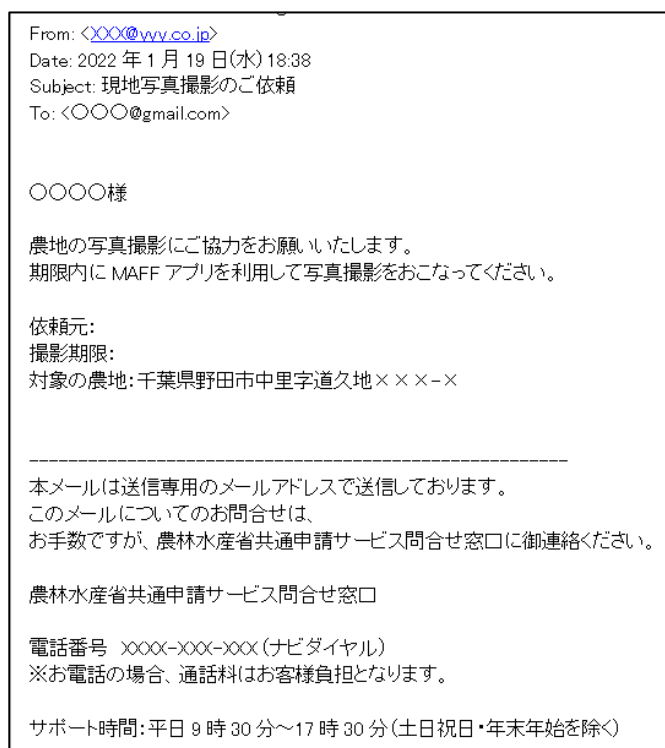 From: <XXX@yyy.co.jp>
Date: 2022 年 1 月 19 日(水) 18:38
Subject: 現地写真撮影のご依頼
To: <〇〇〇@gmail.com>
〇〇〇〇様
農地の写真撮影にご協力をお願いいたします。
期限内に MAFF アプリを利用して写真撮影をおこなってください。
依頼元:
撮影期限:
対象の農地:千葉県野田市中里字道久地×××-×
------------------------------------------------------
本メールは送信専用のメールアドレスで送信しております。
このメールについてのお問合せは、
お手数ですが、農林水産省共通申請サービス問合せ窓口に御連絡ください。
農林水産省共通申請サービス問合せ窓口
電話番号 XXXX-XXX-XXX(ナビダイヤル)
※お電話の場合、通話料はお客様負担となります。
サポート時間:平日 9 時 30 分～17 時 30 分(土日祝日・年末年始を除く)